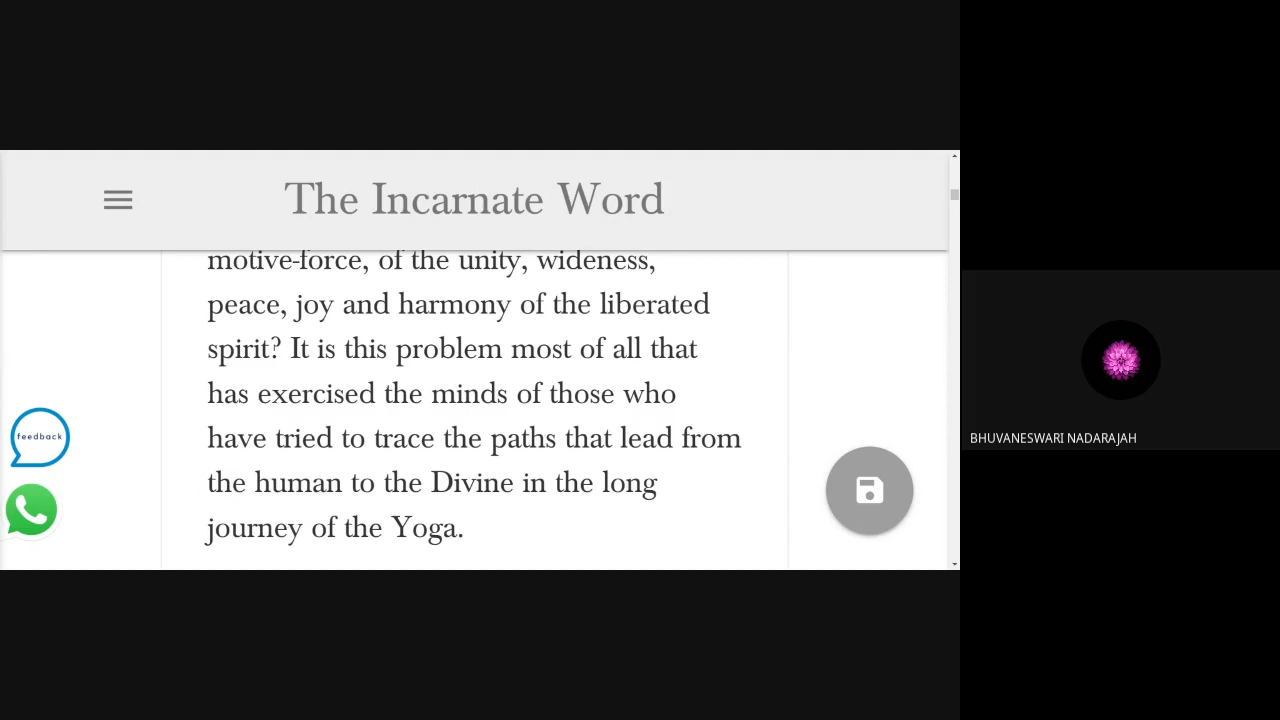 The Incarnate Word
motive-force, of the unity, wideness,
peace, joy and harmony of the liberated
spirit? It is this problem most of all that
has exercised the minds of those who
have tried to trace the paths that lead from
the human to the Divine in the long
journey of the Yoga.
feedback
BHUVANESWARI NADARAJAH